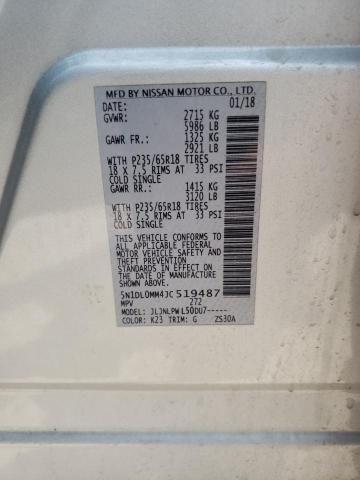 MFD BY NISSAN MOTOR CO., LTD.
DATE: 01/18
GVWR: 2715 KG
5986 LB
GAWR FR.: 1325 KG
2921 LB
WITH P235/65R18 TIRES
18 X 7.5 RIMS AT 33 PSI
COLD SINGLE
GAWR RR.: 1415 KG
3120 LB
WITH P235/65R18 TIRES
18 X 7.5 RIMS AT 33 PSI
COLD SINGLE
THIS VEHICLE CONFORMS TO
ALL APPLICABLE FEDERAL
MOTOR VEHICLE SAFETY
STANDARDS IN EFFECT ON THE
DATE OF MANUFACTURE
SHOWN ABOVE.
5N1DL0MM4JC519487
MPV 272
MODEL: JLJNLPWL50DU7-----
COLOR: K23 TRIM: G ZS30A